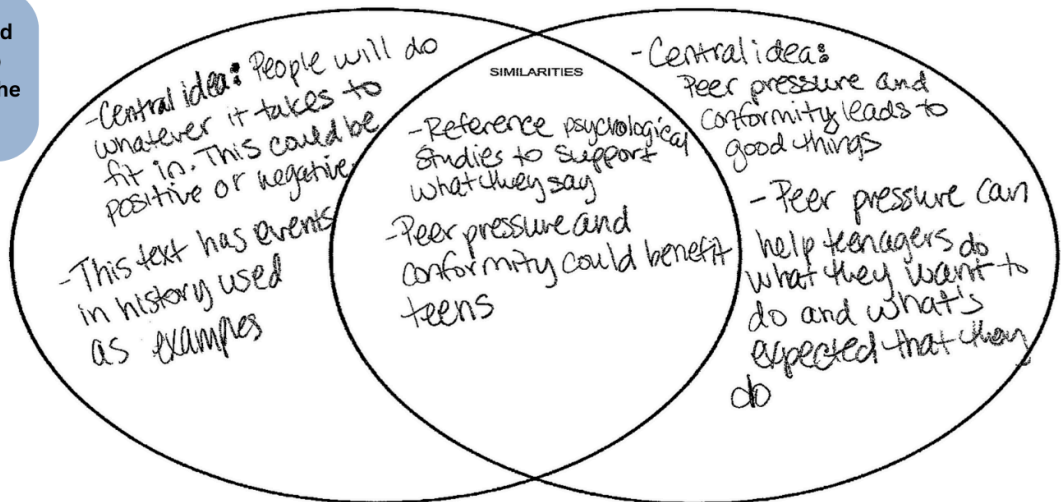 d
he
-Central idea: People will do
whatever it takes to
fit in. This could be
positive or negative.
-This text has events
in history used
as examples
SIMILARITIES
-Reference psychological
studies to support
what they say
-Peer pressure and
conformity could benefit
teens
-Central idea:
Peer pressure and
conformity leads to
good things
-Peer pressure can
help teenagers do
what they want to
do and what's
expected that they
do